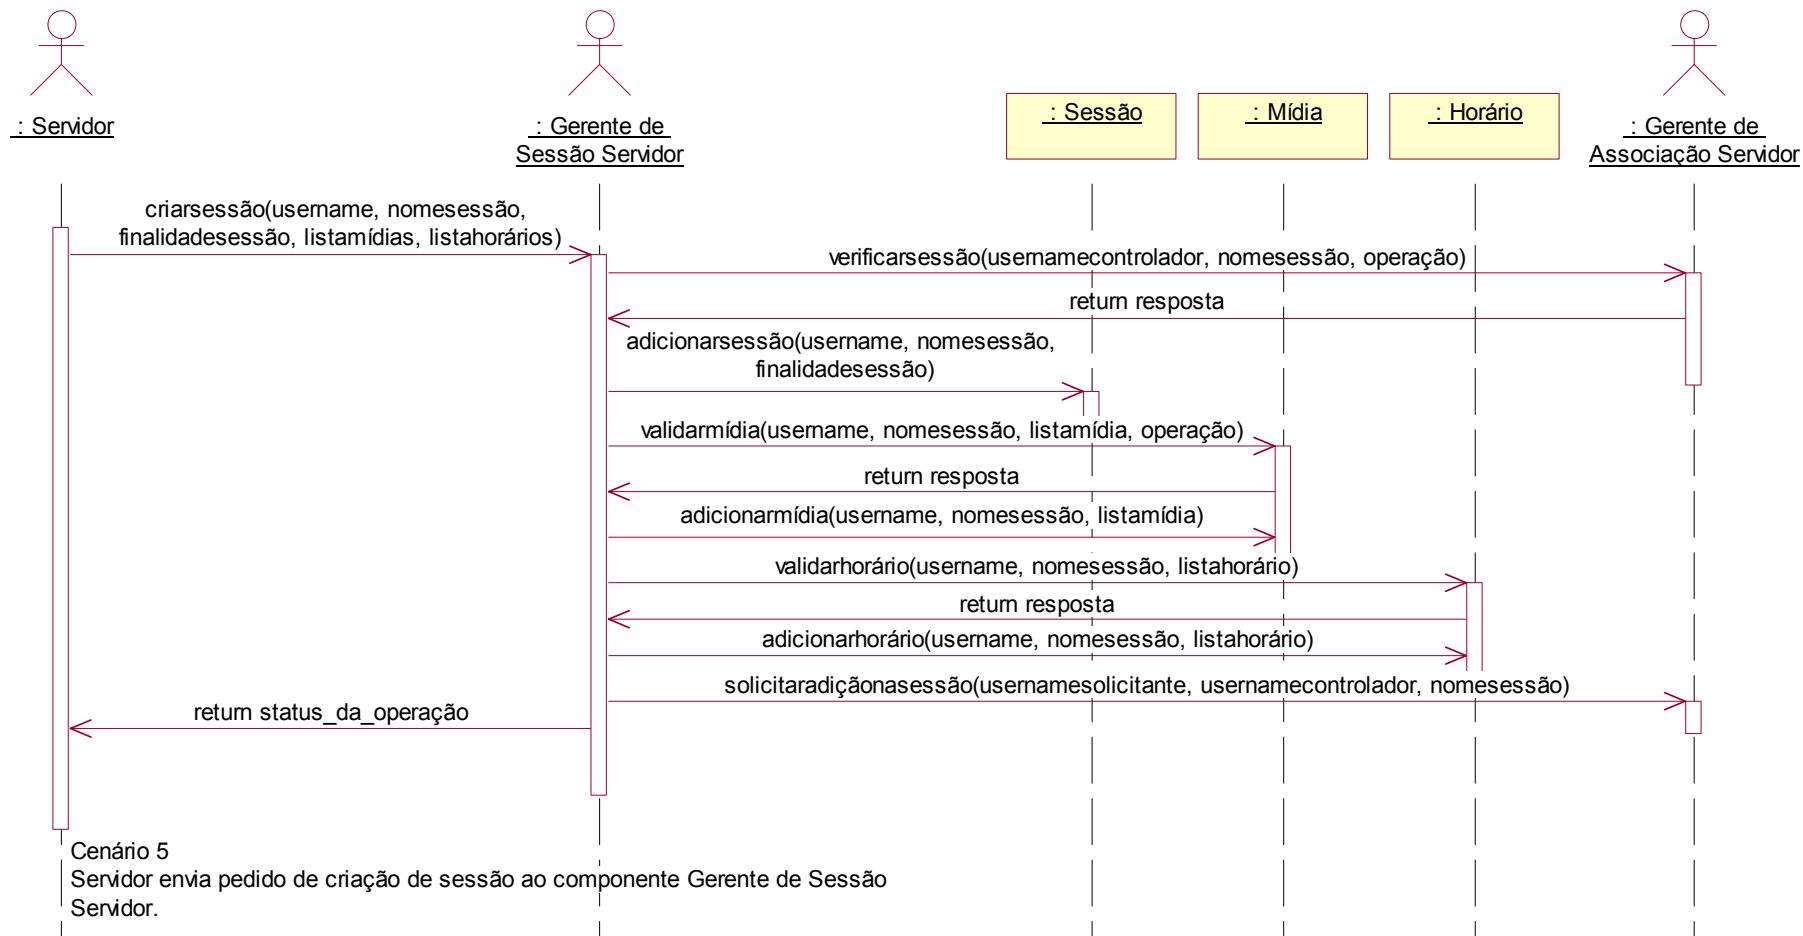 : Servidor
: Gerente de
Sessão Servidor
: Sessão
: Mídia
: Horário
: Gerente de
Associação Servidor
criarsessão(username, nomesessão,
finalidadesessão, listamídias, listahorários)
verificarsessão(usernamecontrolador, nomesessão, operação)
return resposta
adicionarsessão(username, nomesessão,
finalidadesessão)
validarmídia(username, nomesessão, listamídia, operação)
return resposta
adicionarmídia(username, nomesessão, listamídia)
validarhorário(username, nomesessão, listahorário)
return resposta
adicionarhorário(username, nomesessão, listahorário)
solicitaradiçãonasessão(usernamesolicitante, usernamecontrolador, nomesessão)
return status_da_operação
Cenário 5
Servidor envia pedido de criação de sessão ao componente Gerente de Sessão
Servidor.